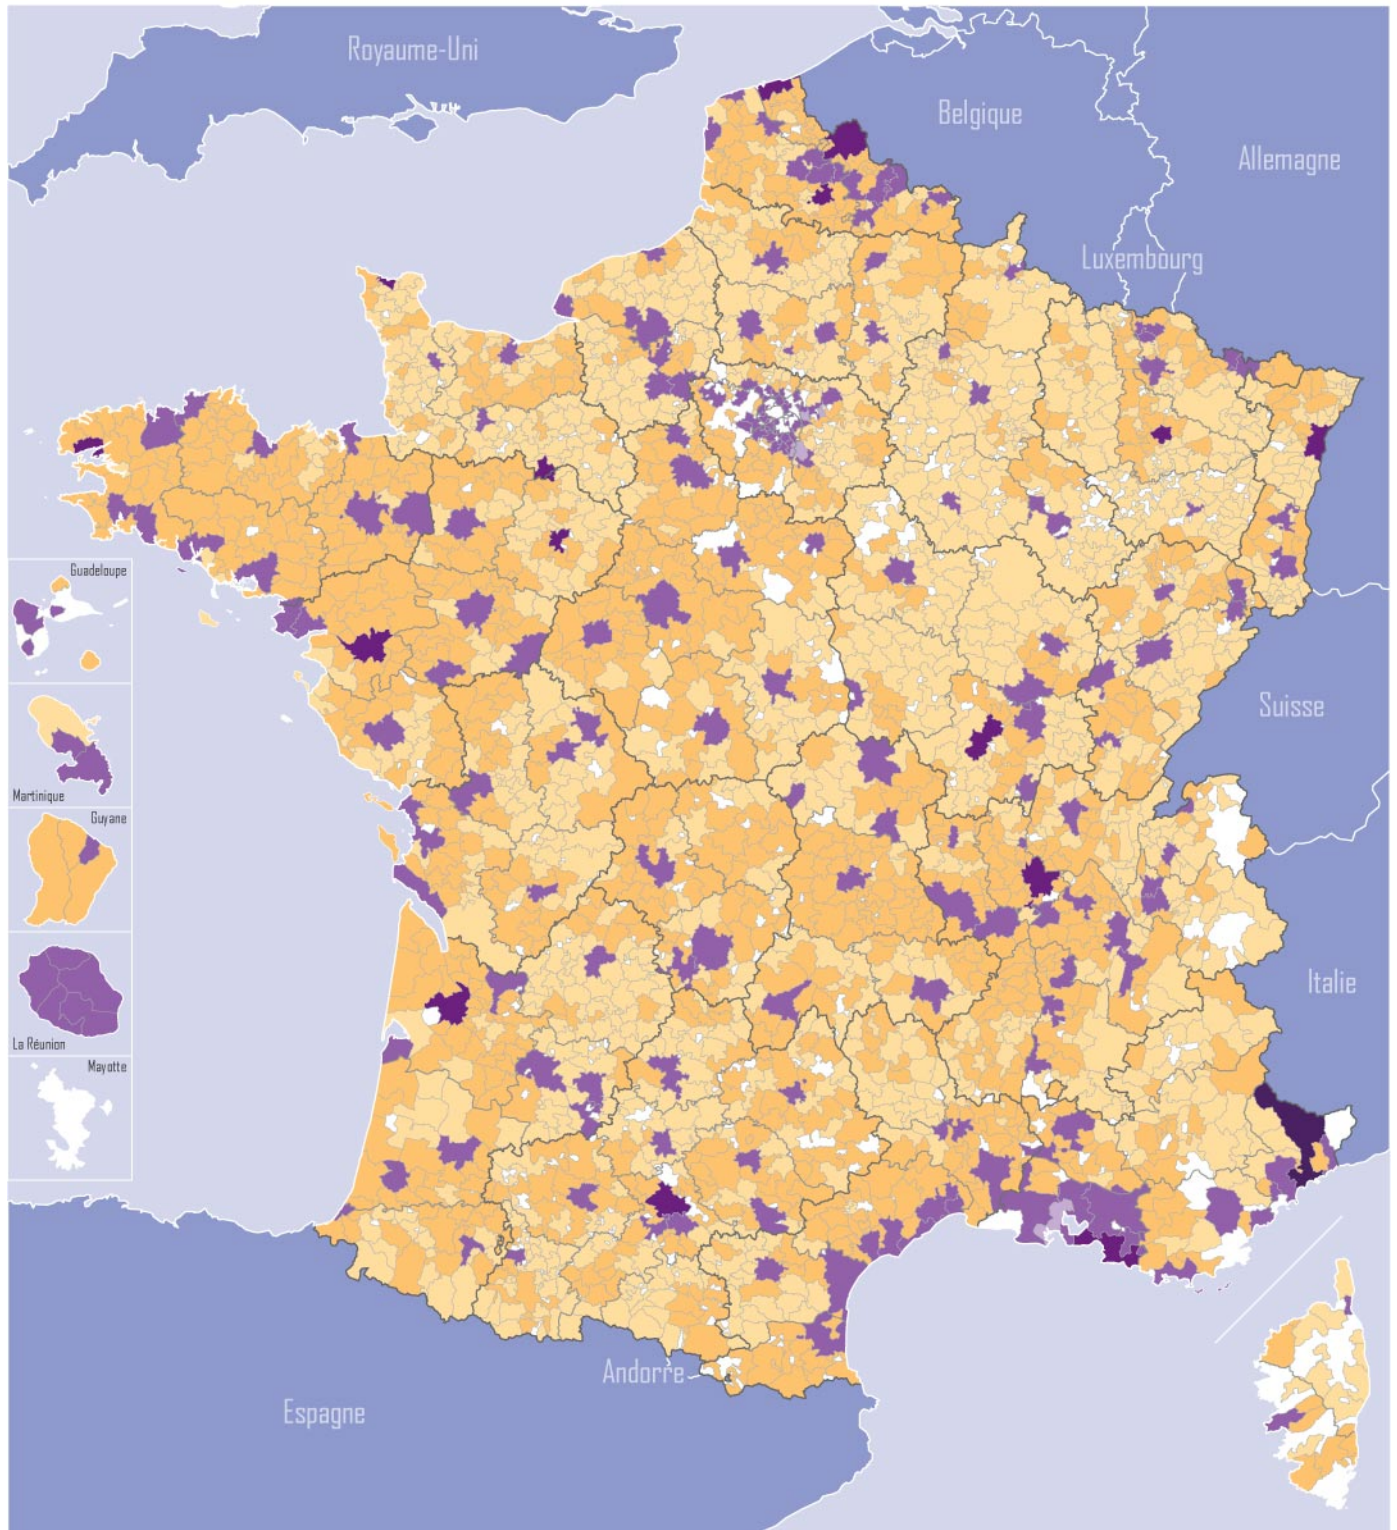 Royaume-Uni
Belgique
Allemagne
Luxembourg
Guadeloupe
Martinique
Guyane
La Réunion
Mayotte
Suisse
Italie
Andorre
Espagne